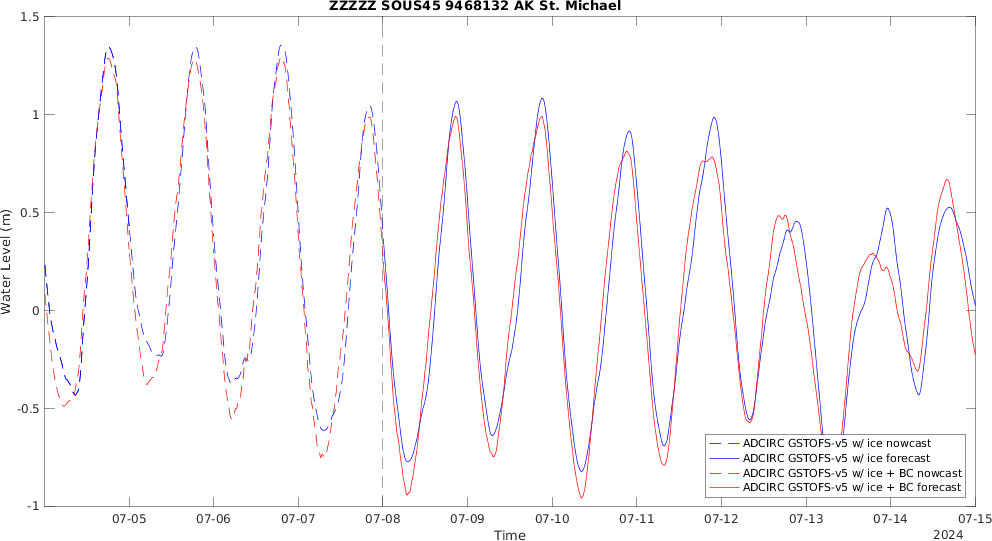 ZZZZZ SOUS45 9468132 AK St. Michael
1.5
1
0.5
0
-0.5
-1
Water Level (m)
07-05
07-06
07-07
07-08
07-09
07-10
07-11
07-12
07-13
07-14
07-15
Time
2024
ADCIRC GSTOFS-v5 w/ ice nowcast
ADCIRC GSTOFS-v5 w/ ice forecast
ADCIRC GSTOFS-v5 w/ ice + BC nowcast
ADCIRC GSTOFS-v5 w/ ice + BC forecast